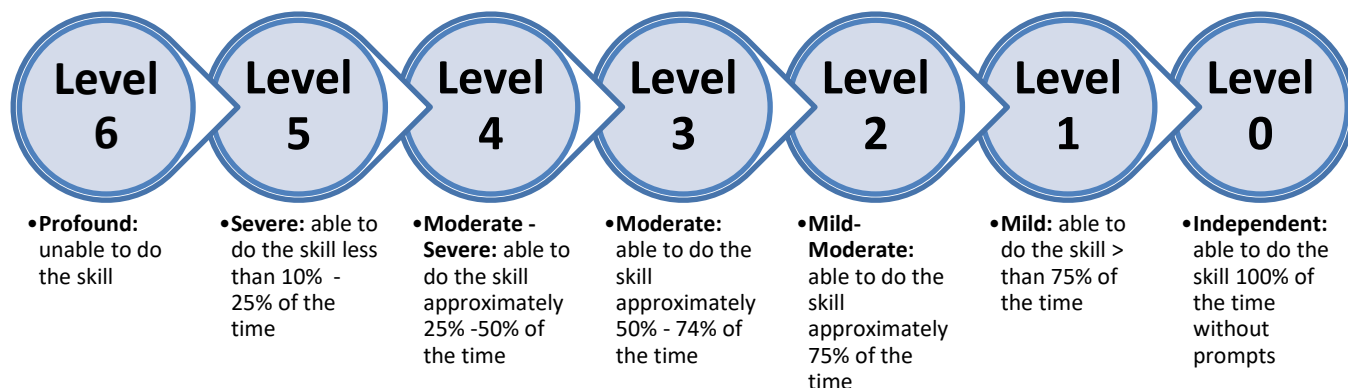 Level
6
Level
5
Level
4
Level
3
Level
2
Level
1
Level
0
•Profound:
unable to do
the skill
•Severe: able to
do the skill less
than 10%  -
25% of the
time
•Moderate -
Severe: able to
do the skill
approximately
25% -50% of
the time
•Moderate:
able to do the
skill
approximately
50% - 74% of
the time
•Mild-
Moderate:
able to do the
skill
approximately
75% of the
time
•Mild: able to
do the skill >
than 75% of
the time
•Independent:
able to do the
skill 100% of
the time
without
prompts